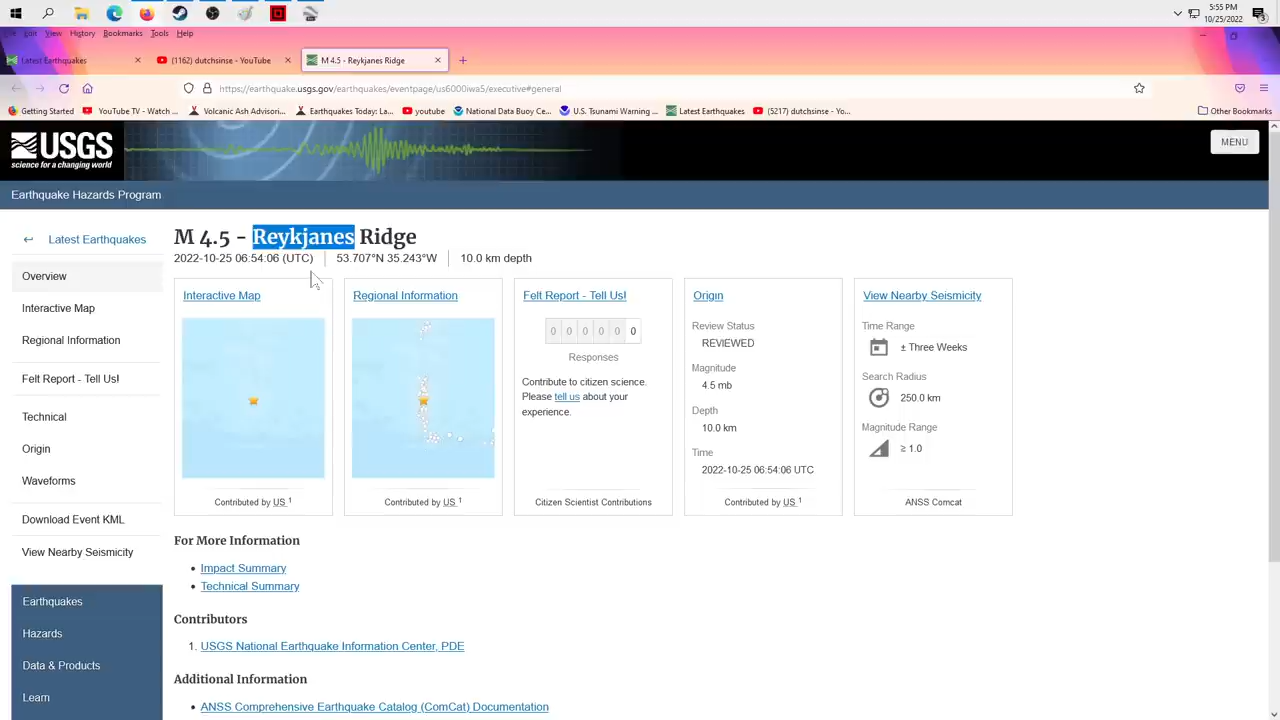 5:55 PM
10/25/2022
3
File Edit View History Bookmarks Tools Help
Latest Earthquakes
(1162) dutchsinse - YouTube
M 4.5 - Reykjanes Ridge
https://earthquake.usgs.gov/earthquakes/eventpage/us6000iwa5/executive#general
Getting Started
YouTube TV - Watch ...
Volcanic Ash Advisori...
Earthquakes Today: La...
youtube
National Data Buoy Ce...
U.S. Tsunami Warning ...
Latest Earthquakes
(5217) dutchsinse - Yo...
Other Bookmarks
USGS
science for a changing world
MENU
Earthquake Hazards Program
Latest Earthquakes
Overview
Interactive Map
Regional Information
Felt Report - Tell Us!
Technical
Origin
Waveforms
Download Event KML
View Nearby Seismicity
Earthquakes
Hazards
Data & Products
Learn
M 4.5 - Reykjanes Ridge
2022-10-25 06:54:06 (UTC)
53.707°N 35.243°W
10.0 km depth
Interactive Map
Contributed by US 1
Regional Information
Contributed by US 1
Felt Report - Tell Us!
0 0 0 0 0 0
Responses
Contribute to citizen science.
Please tell us about your
experience.
Citizen Scientist Contributions
Origin
Review Status
REVIEWED
Magnitude
4.5 mb
Depth
10.0 km
Time
2022-10-25 06:54:06 UTC
Contributed by US 1
View Nearby Seismicity
Time Range
± Three Weeks
Search Radius
250.0 km
Magnitude Range
≥ 1.0
ANSS Comcat
For More Information
• Impact Summary
• Technical Summary
Contributors
1. USGS National Earthquake Information Center, PDE
Additional Information
• ANSS Comprehensive Earthquake Catalog (ComCat) Documentation